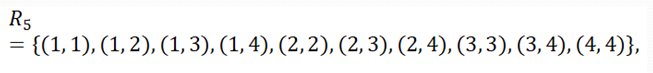 R₅
= {(1, 1), (1, 2), (1, 3), (1, 4), (2, 2), (2, 3), (2, 4), (3, 3), (3, 4), (4, 4)},